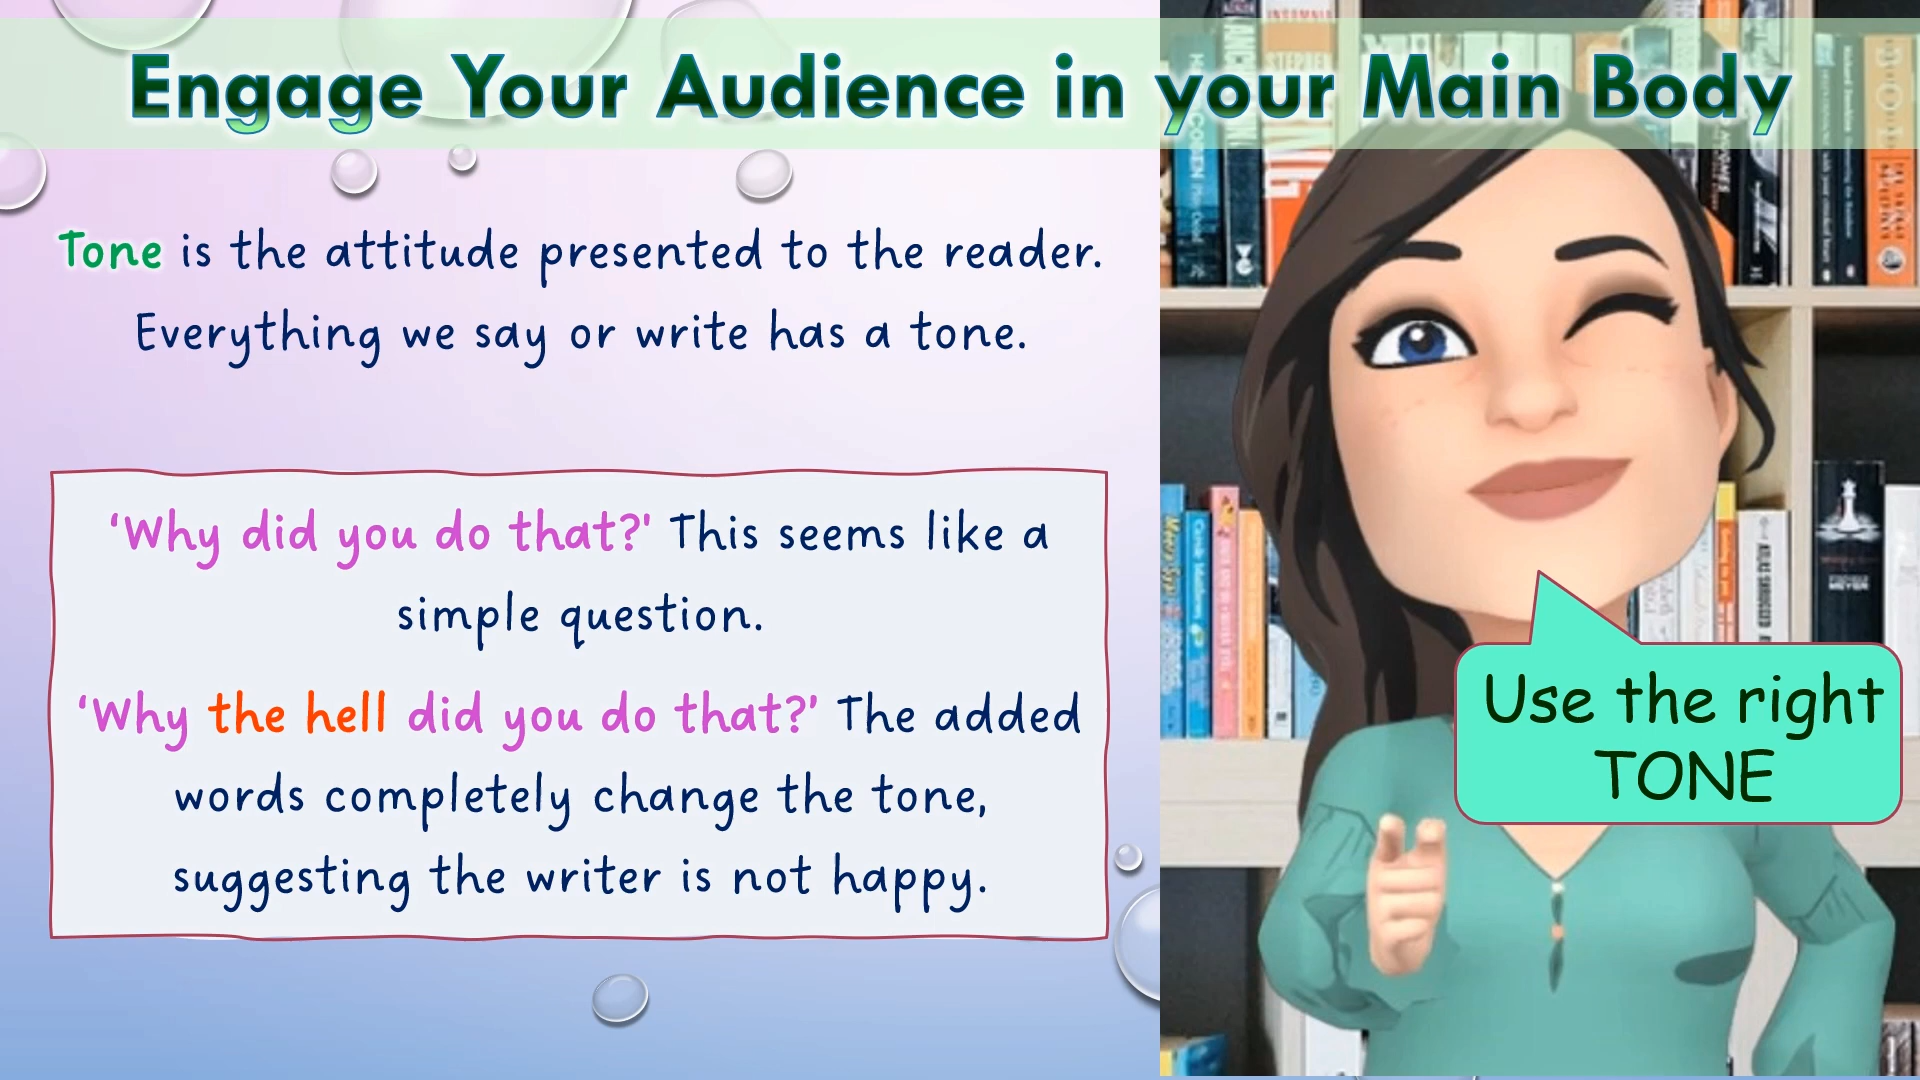 Engage Your Audience in your Main Body
Tone is the attitude presented to the reader.
Everything we say or write has a tone.
‘Why did you do that?' This seems like a
simple question.
‘Why the hell did you do that?’ The added
words completely change the tone,
suggesting the writer is not happy.
Use the right
TONE